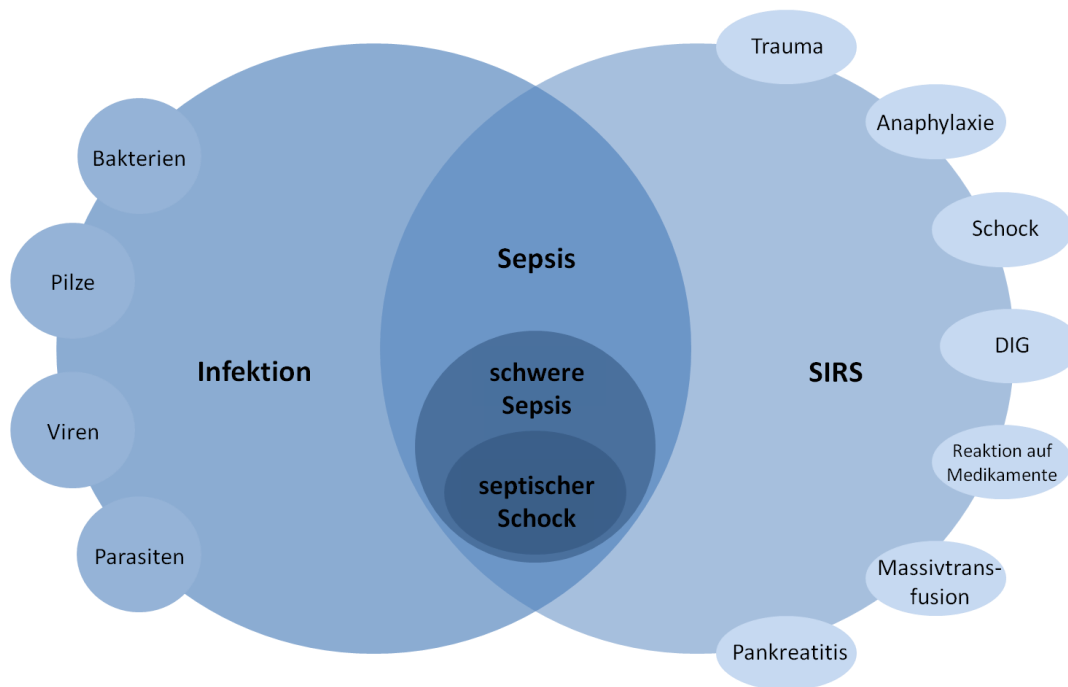 Trauma
Anaphylaxie
Bakterien
Schock
Sepsis
Pilze
DIG
Infektion
schwere
Sepsis
SIRS
Viren
Reaktion auf
Medikamente
septischer
Schock
Parasiten
Massivtrans-
fusion
Pankreatitis